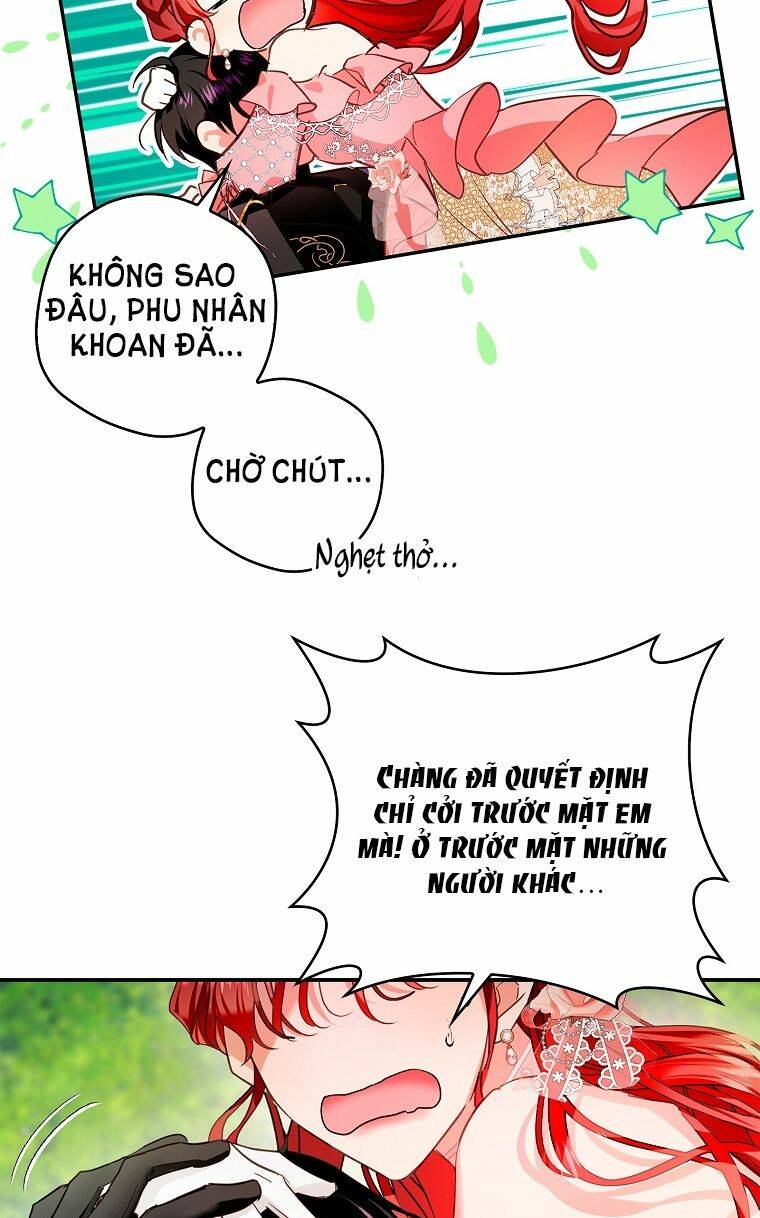 KHÔNG SAO
ĐÂU, PHU NHÂN
KHOAN ĐÃ...
CHỜ CHÚT...
Nghẹt thở...
CHÀNG ĐÃ QUYẾT ĐỊNH
CHỈ CỞI TRƯỚC MẶT EM
MÀ! Ở TRƯỚC MẶT NHỮNG
NGƯỜI KHÁC...